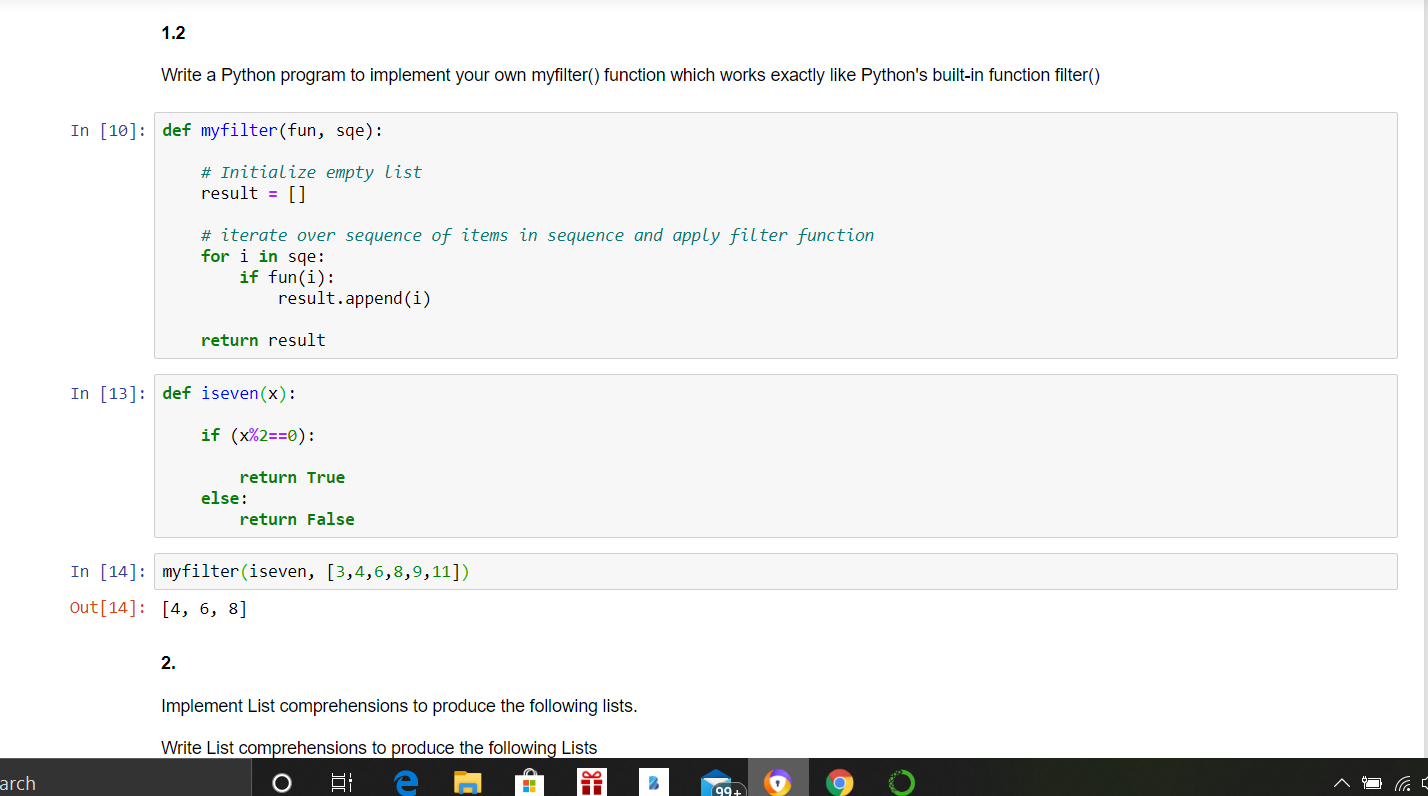 1.2
Write a Python program to implement your own myfilter() function which works exactly like Python's built-in function filter()
In [10]: def myfilter(fun, sqe):
# Initialize empty list
result = []
# iterate over sequence of items in sequence and apply filter function
for i in sqe:
if fun(i):
result.append(i)
return result
In [13]: def iseven(x):
if (x%2==0):
return True
else:
return False
In [14]: myfilter(iseven, [3,4,6,8,9,11])
Out[14]: [4, 6, 8]
2.
Implement List comprehensions to produce the following lists.
Write List comprehensions to produce the following Lists
arch
99+